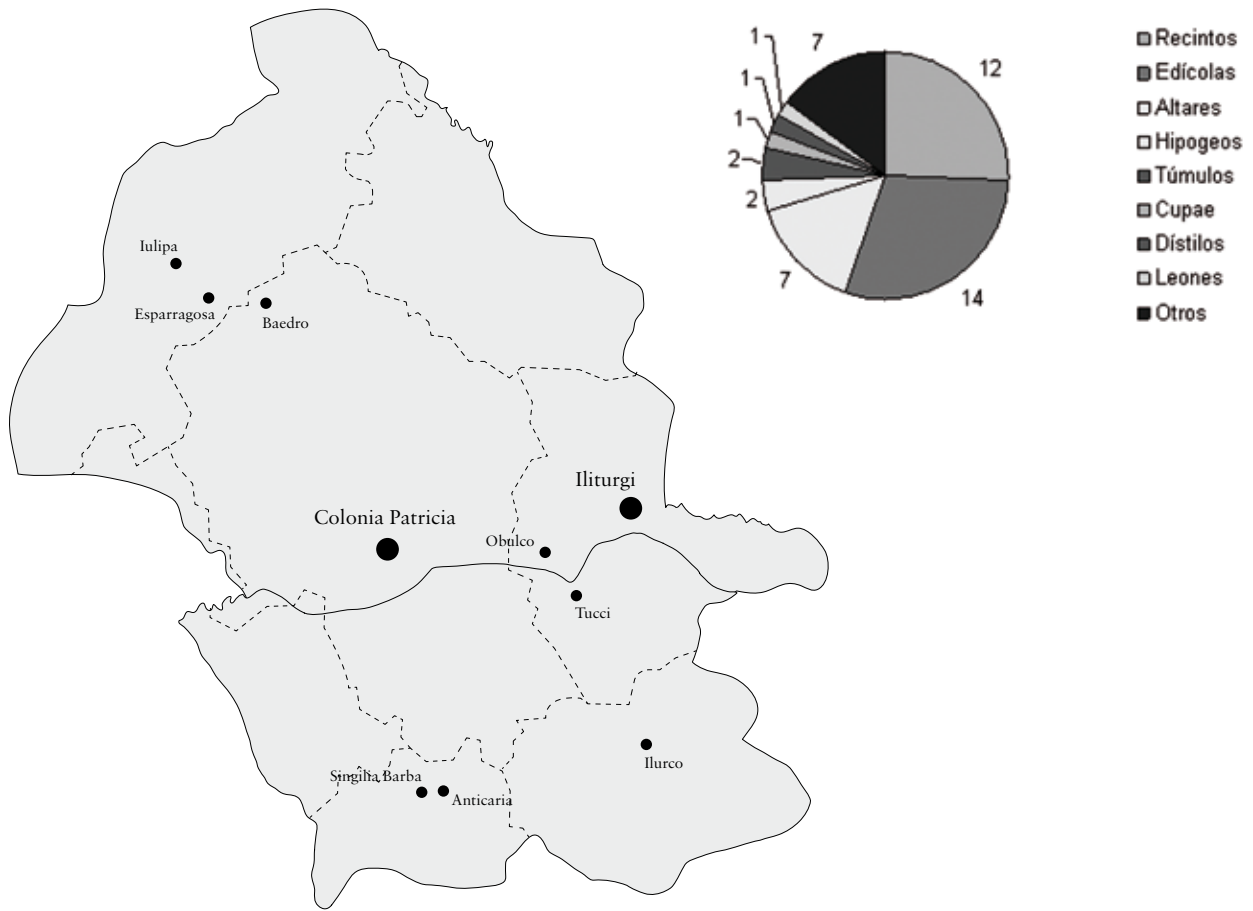 1
7
12
1
1
2
2
7
14
Recintos
Edícolas
Altares
Hipogeos
Túmulos
Cupae
Dístilos
Leones
Otros
Iulipa
Esparragosa
Baedro
Iliturgi
Colonia Patricia
Obulco
Tucci
Ilurco
Singilia Barba
Anticaria